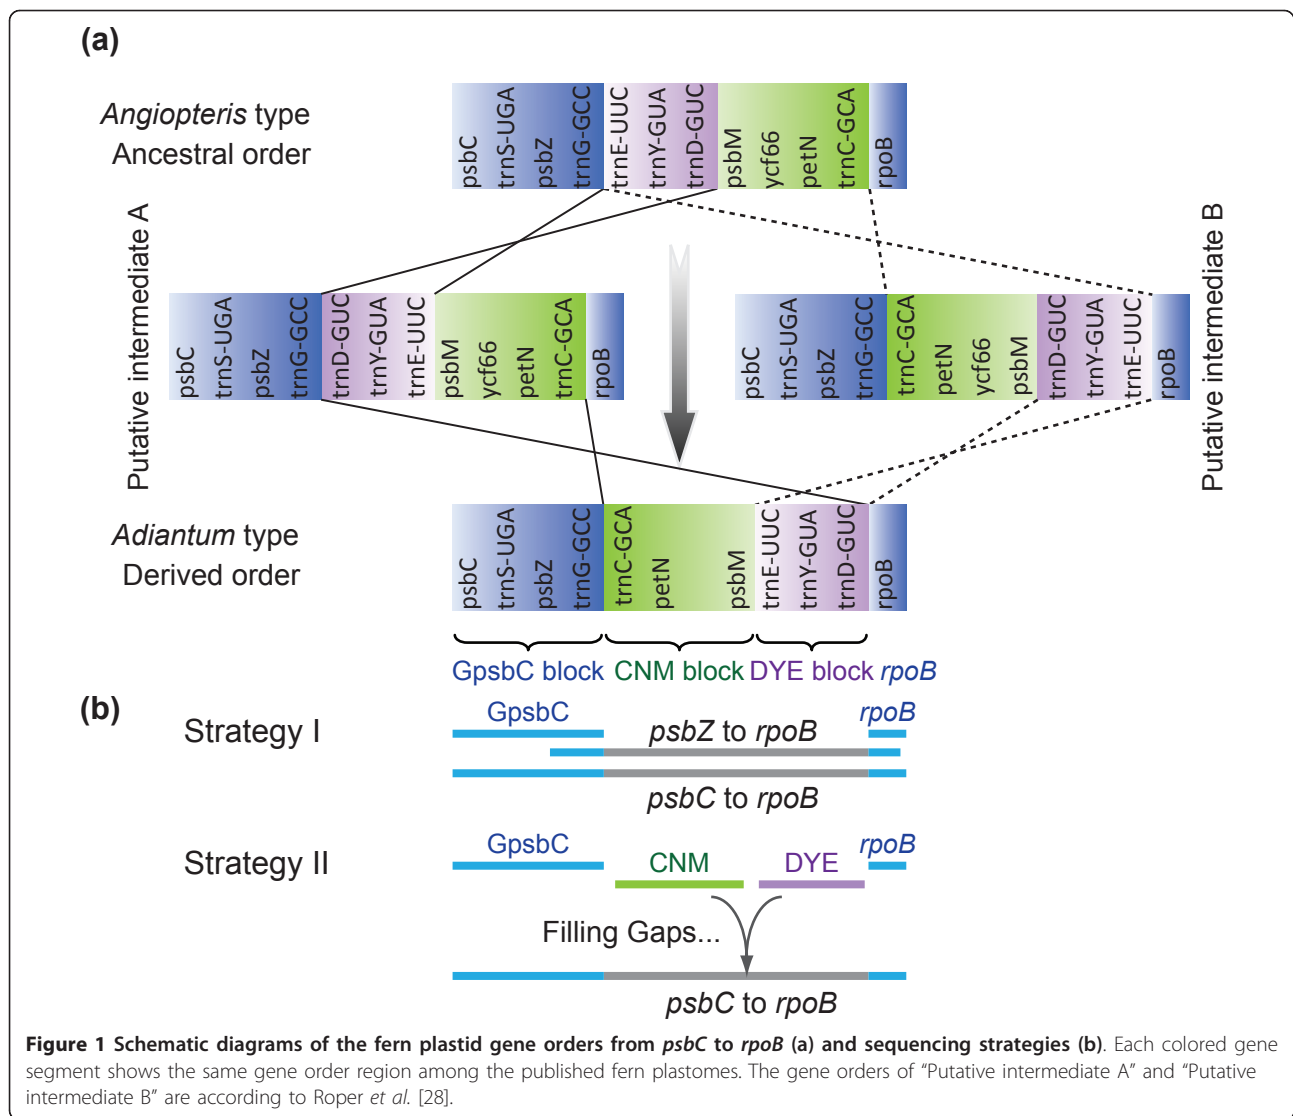 (a)
Angiopteris type
Ancestral order
psbC
trnS-UGA
psbZ
trnG-GCC
trnE-UUC
trnY-GUA
trnD-GUC
psbM
ycf66
petN
trnC-GCA
rpoB
Putative intermediate A
psbC
trnS-UGA
psbZ
trnG-GCC
trnD-GUC
trnY-GUA
trnE-UUC
psbM
ycf66
petN
trnC-GCA
rpoB
psbC
trnS-UGA
psbZ
trnG-GCC
trnC-GCA
petN
ycf66
psbM
trnD-GUC
trnY-GUA
trnE-UUC
rpoB
Putative intermediate B
Adiantum type
Derived order
psbC
trnS-UGA
psbZ
trnG-GCC
trnC-GCA
petN
psbM
trnE-UUC
trnY-GUA
trnD-GUC
rpoB
GpsbC block
CNM block
DYE block
rpoB
(b)
Strategy I
GpsbC
psbZ to rpoB
rpoB
psbC to rpoB
Strategy II
GpsbC
CNM
DYE
rpoB
Filling Gaps...
psbC to rpoB
Figure 1 Schematic diagrams of the fern plastid gene orders from psbC to rpoB (a) and sequencing strategies (b). Each colored gene
segment shows the same gene order region among the published fern plastomes. The gene orders of “Putative intermediate A” and “Putative
intermediate B” are according to Roper et al. [28].